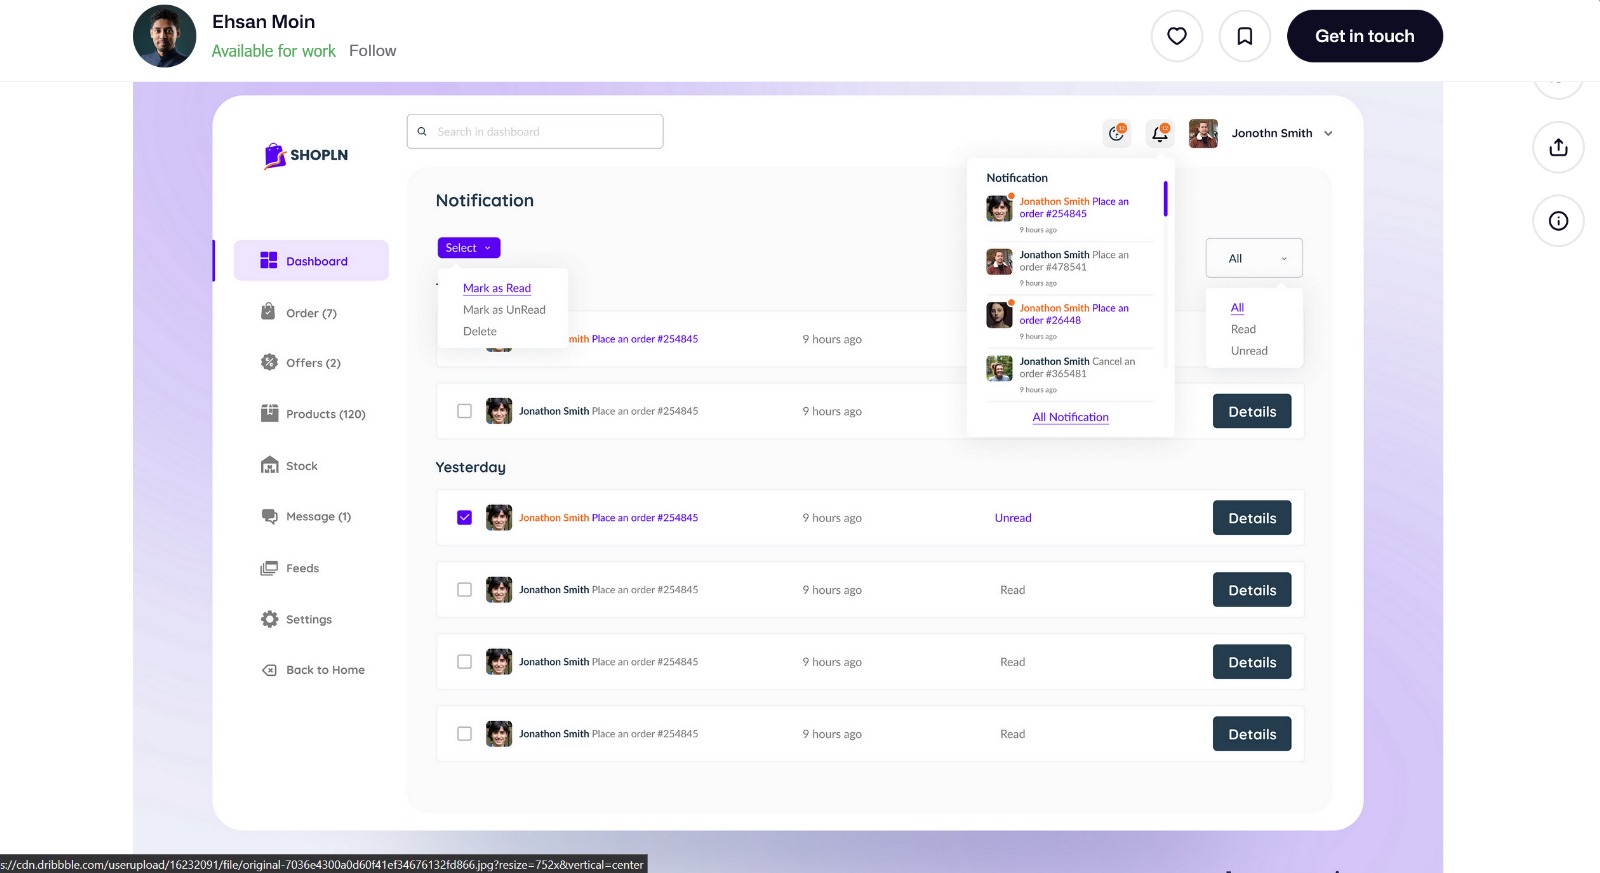 Ehsan Moin
Available for work Follow
Get in touch
SHOPLN
Search in dashboard
Jonothn Smith
Dashboard
Order (7)
Offers (2)
Products (120)
Stock
Message (1)
Feeds
Settings
Back to Home
Notification
Select
Mark as Read
Mark as UnRead
Delete
All
All
Read
Unread
Notification
Jonathon Smith Place an
order #254845
9 hours ago
Jonathon Smith Place an
order #478541
9 hours ago
Jonathon Smith Place an
order #26448
9 hours ago
Jonathon Smith Cancel an
order #365481
9 hours ago
All Notification
mith Place an order #254845 9 hours ago
Jonathon Smith Place an order #254845 9 hours ago Details
Yesterday
Jonathon Smith Place an order #254845 9 hours ago Unread Details
Jonathon Smith Place an order #254845 9 hours ago Read Details
Jonathon Smith Place an order #254845 9 hours ago Read Details
Jonathon Smith Place an order #254845 9 hours ago Read Details
s://cdn.dribbble.com/userupload/16232091/file/original-7036e4300a0d60f41ef34676132fd866.jpg?resize=752x&vertical=center